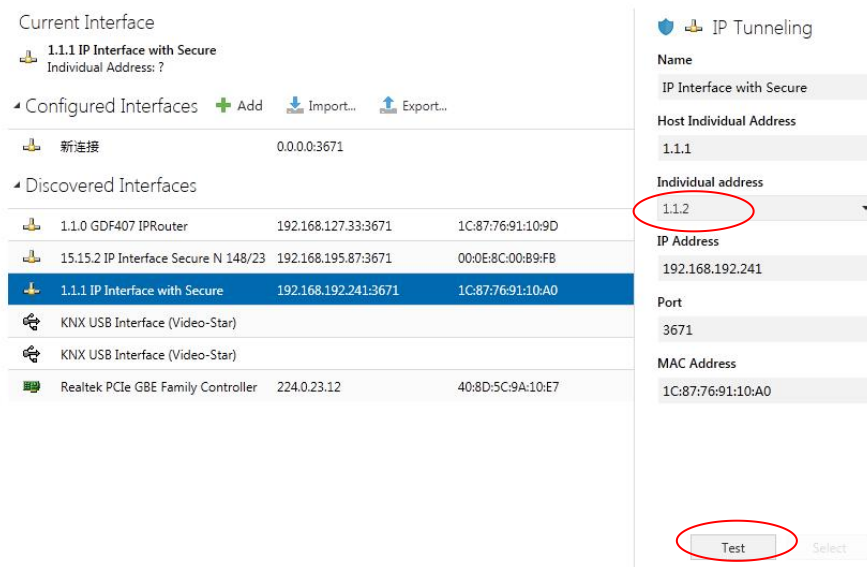 Current Interface
1.1.1 IP Interface with Secure
Individual Address: ?
Configured Interfaces Add Import... Export...
新连接 0.0.0.0:3671
Discovered Interfaces
1.1.0 GDF407 IPRouter 192.168.127.33:3671 1C:87:76:91:10:9D
15.15.2 IP Interface Secure N 148/23 192.168.195.87:3671 00:0E:8C:00:B9:FB
1.1.1 IP Interface with Secure 192.168.192.241:3671 1C:87:76:91:10:A0
KNX USB Interface (Video-Star)
KNX USB Interface (Video-Star)
Realtek PCIe GBE Family Controller 224.0.23.12 40:8D:5C:9A:10:E7
IP Tunneling
Name
IP Interface with Secure
Host Individual Address
1.1.1
Individual address
1.1.2
IP Address
192.168.192.241
Port
3671
MAC Address
1C:87:76:91:10:A0
Test Select